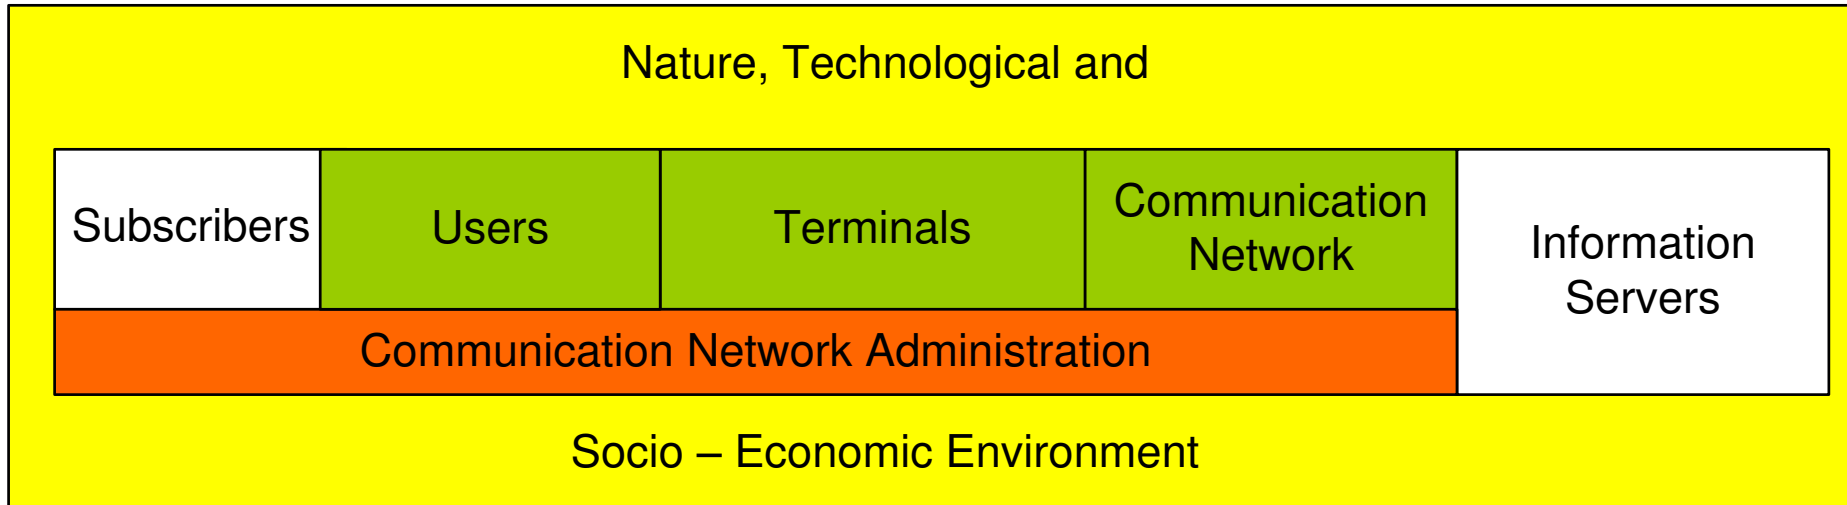 Nature, Technological and
Subscribers
Users
Terminals
Communication
Network
Information
Servers
Communication Network Administration
Socio – Economic Environment